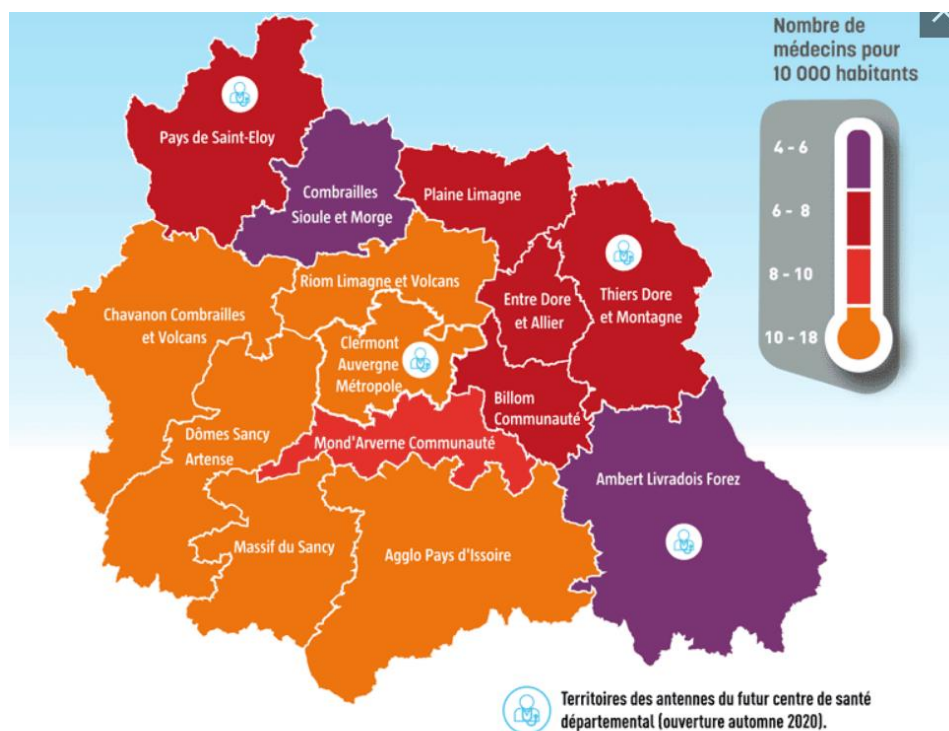 Nombre de
médecins pour
10 000 habitants
4 - 6
6 - 8
8 - 10
10 - 18
Pays de Saint-Eloy
Combrailles
Sioule et Morge
Plaine Limagne
Riom Limagne et Volcans
Entre Dore
et Allier
Thiers Dore
et Montagne
Chavanon Combrailles
et Volcans
Clermont
Auvergne
Métropole
Billom
Communauté
Dômes Sancy
Artense
Mond'Arverne Communauté
Ambert Livradois Forez
Massif du Sancy
Agglo Pays d'Issoire
Territoires des antennes du futur centre de santé
départemental (ouverture automne 2020).